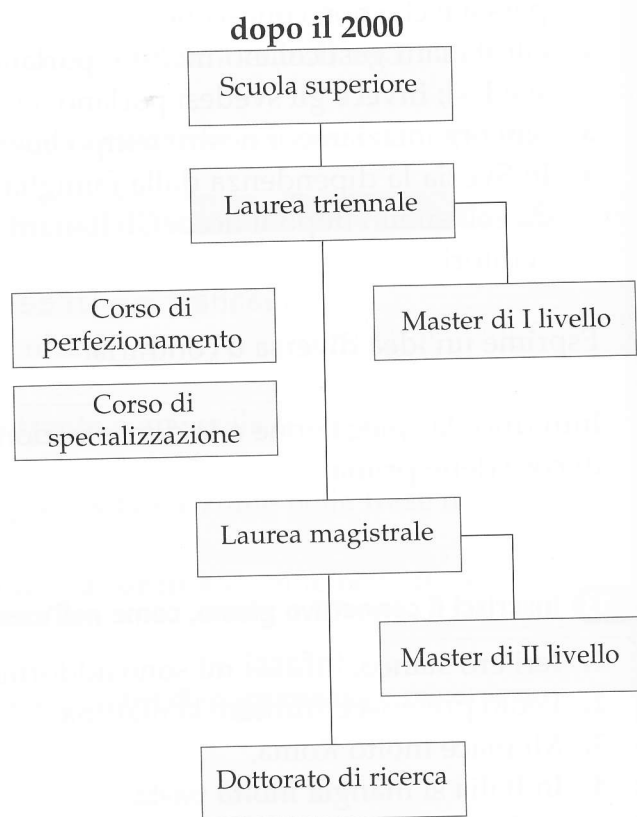 dopo il 2000
Scuola superiore
Laurea triennale
Corso di
perfezionamento
Master di I livello
Corso di
specializzazione
Laurea magistrale
Master di II livello
Dottorato di ricerca